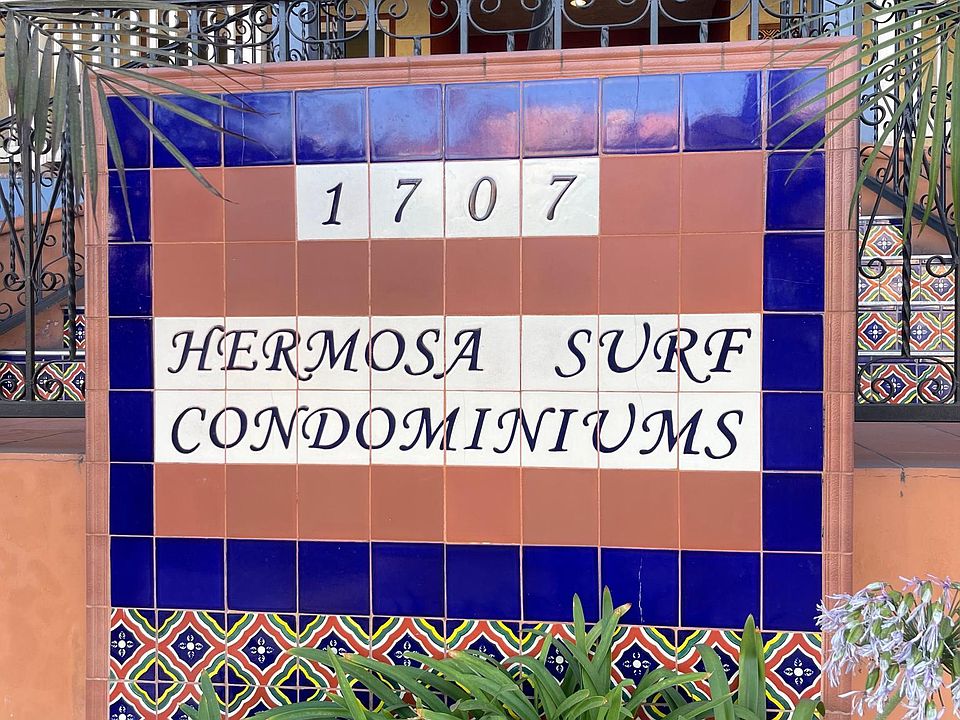 1707
HERMOSA SURF
CONDOMINIUMS